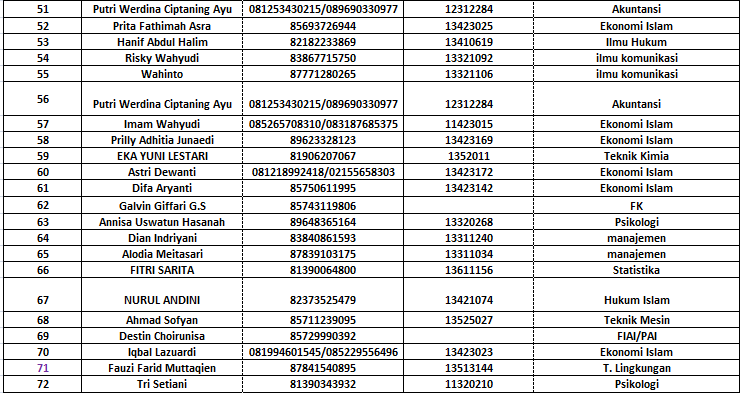 51 Putri Werdina Ciptaning Ayu 081253430215/089690330977 12312284 Akuntansi
52 Prita Fathimah Asra 85693726944 13423025 Ekonomi Islam
53 Hanif Abdul Halim 82182233869 13410619 Ilmu Hukum
54 Risky Wahyudi 83867715750 13321092 ilmu komunikasi
55 Wahinto 87771280265 13321106 ilmu komunikasi
56 Putri Werdina Ciptaning Ayu 081253430215/089690330977 12312284 Akuntansi
57 Imam Wahyudi 085265708310/083187685375 11423015 Ekonomi Islam
58 Prilly Adhitia Junaedi 89623328123 13423169 Ekonomi Islam
59 EKA YUNI LESTARI 81906207067 1352011 Teknik Kimia
60 Astri Dewanti 081218992418/02155658303 13423172 Ekonomi Islam
61 Difa Aryanti 85750611995 13423142 Ekonomi Islam
62 Galvin Giffari G.S 85743119806 FK
63 Annisa Uswatun Hasanah 89648365164 13320268 Psikologi
64 Dian Indriyani 83840861593 13311240 manajemen
65 Alodia Meitasari 87839103175 13311034 manajemen
66 FITRI SARITA 81390064800 13611156 Statistika
67 NURUL ANDINI 82373525479 13421074 Hukum Islam
68 Ahmad Sofyan 85711239095 13525027 Teknik Mesin
69 Destin Choirunisa 85729990392 FIAI/PAI
70 Iqbal Lazuardi 081994601545/085229556496 13423023 Ekonomi Islam
71 Fauzi Farid Muttaqien 87841540895 13513144 T. Lingkungan
72 Tri Setiani 81390343932 11320210 Psikologi